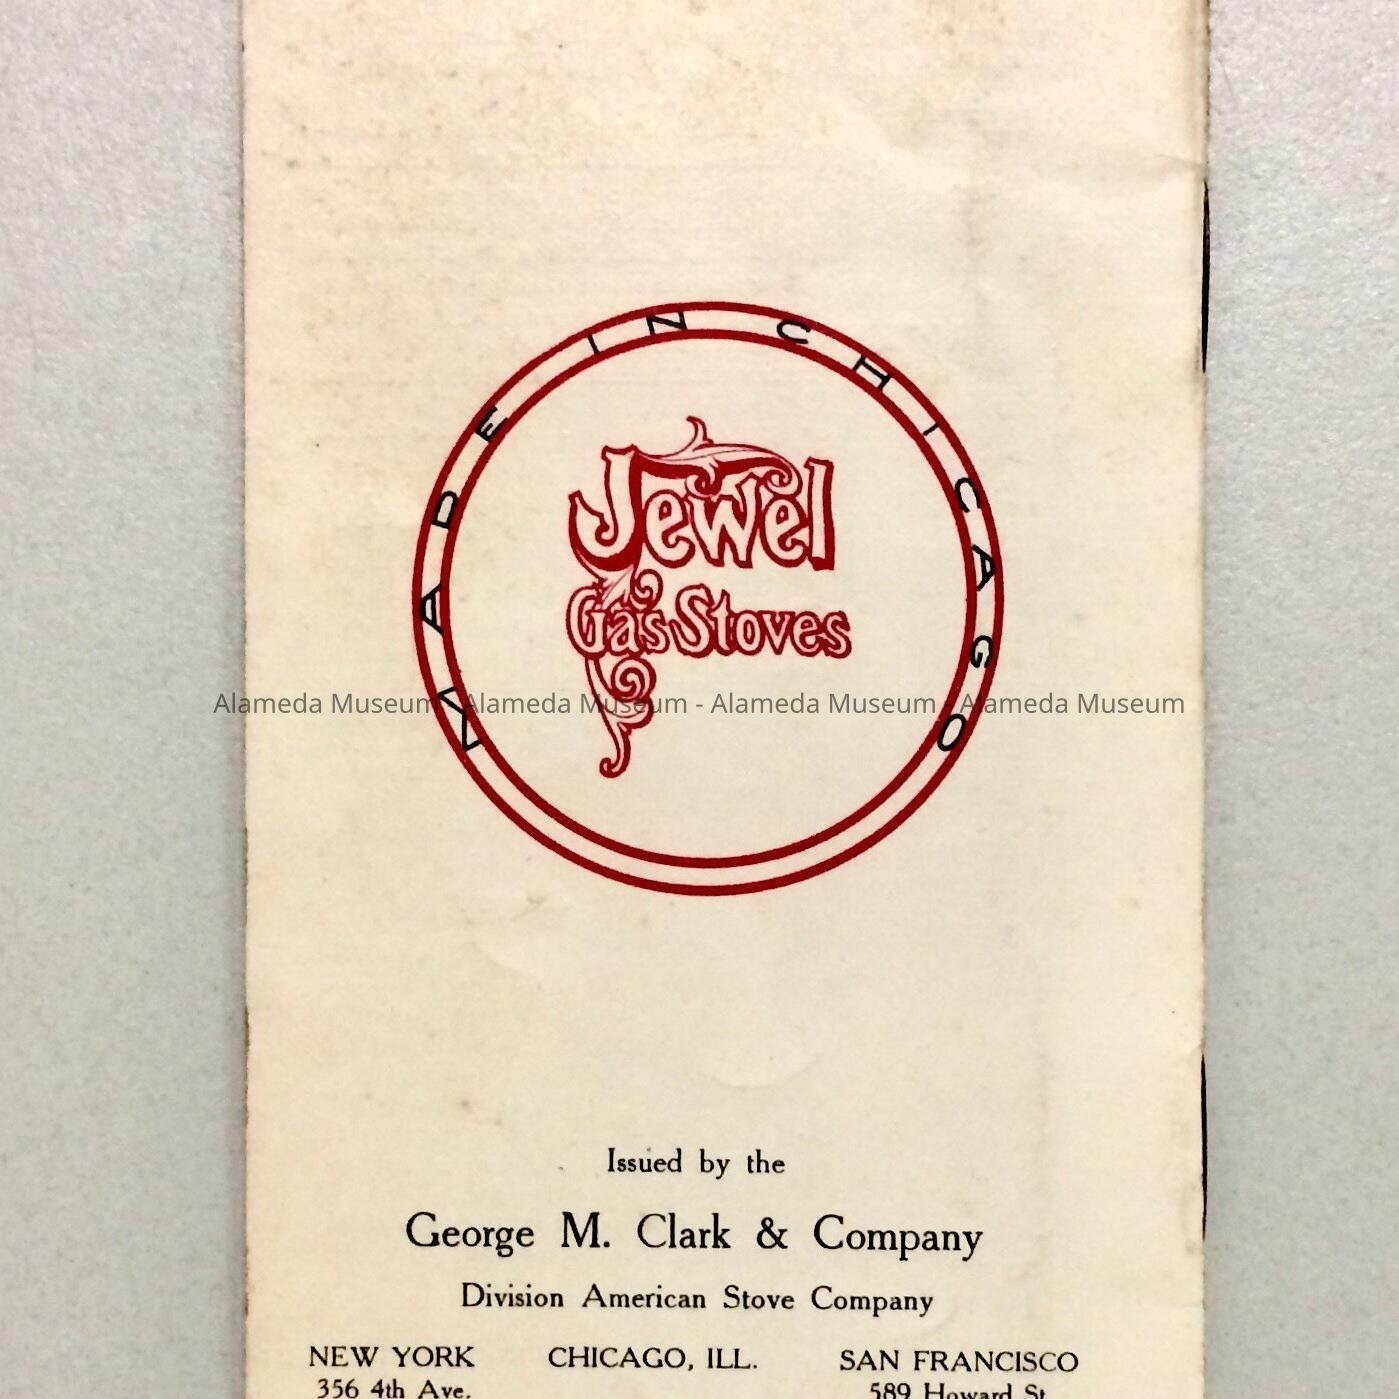 MADE IN CHICAGO
Jewel
Gas Stoves
Alameda Museum - Alameda Museum - Alameda Museum - Alameda Museum
Issued by the
George M. Clark & Company
Division American Stove Company
NEW YORK CHICAGO, ILL. SAN FRANCISCO
356 4th Ave. 589 Howard St.